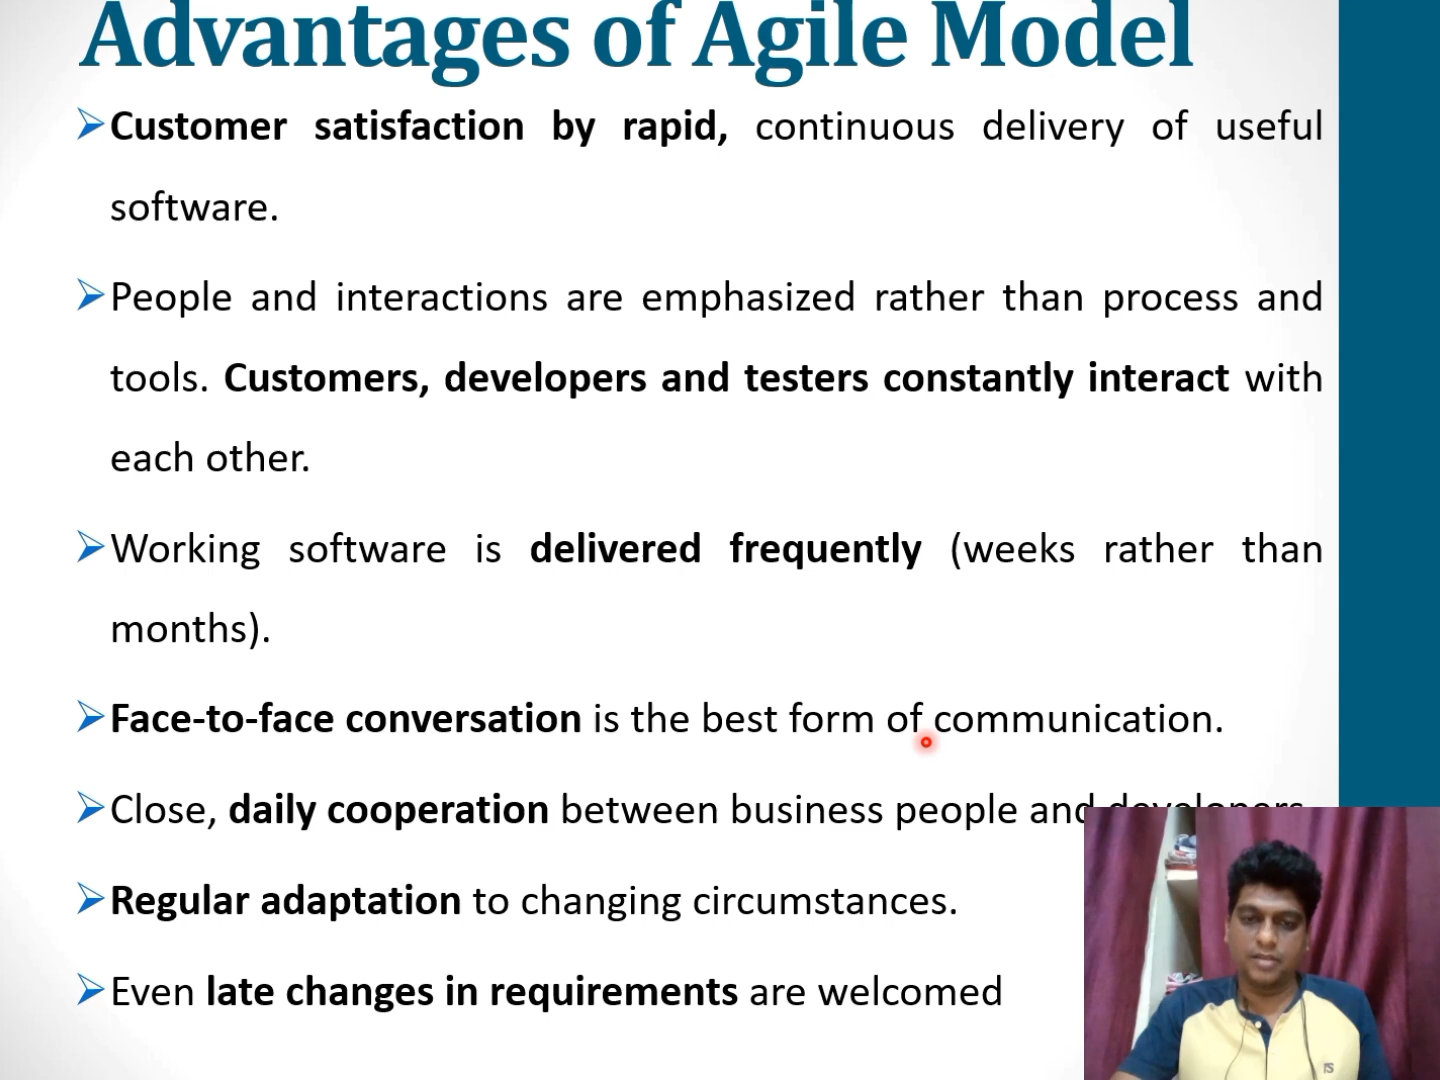 Advantages of Agile Model
Customer satisfaction by rapid, continuous delivery of useful
software.
People and interactions are emphasized rather than process and
tools. Customers, developers and testers constantly interact with
each other.
Working software is delivered frequently (weeks rather than
months).
Face-to-face conversation is the best form of communication.
Close, daily cooperation between business people and developers.
Regular adaptation to changing circumstances.
Even late changes in requirements are welcomed